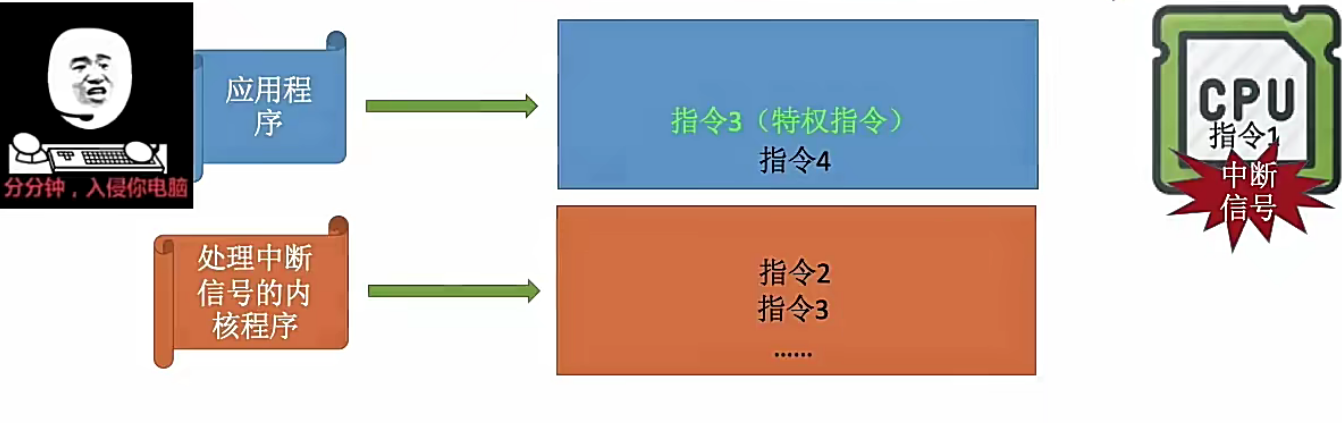 应用程
序
分分钟，入侵你电脑
指令3（特权指令）
指令4
CPU
指令1
中断
信号
处理中断
信号的内
核程序
指令2
指令3
......